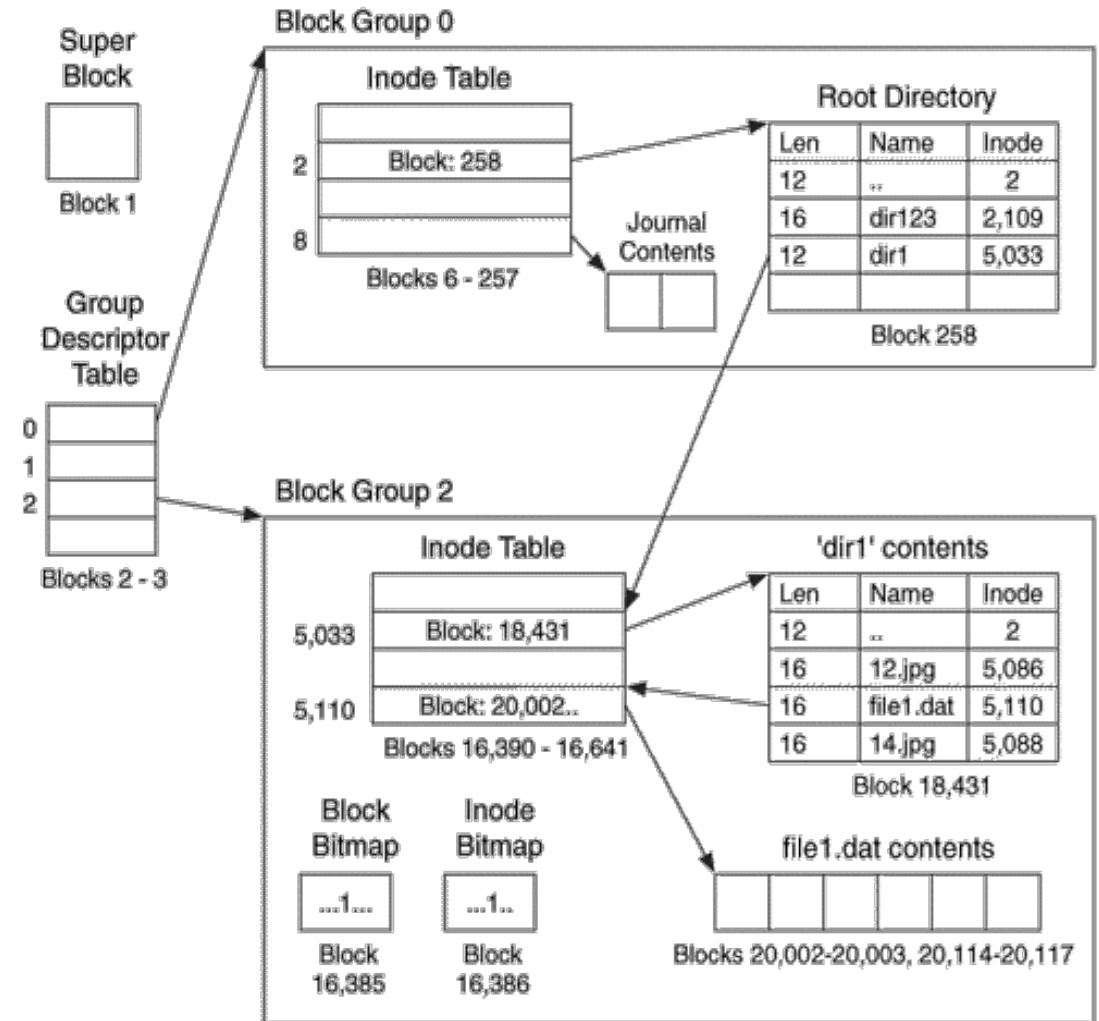 Super
Block
Block 1
Group
Descriptor
Table
0
1
2
Blocks 2 - 3
Block Group 0
Inode Table
2
Block: 258
8
Blocks 6 - 257
Journal
Contents
Root Directory
Len Name Inode
12 .. 2
16 dir123 2,109
12 dir1 5,033
Block 258
Block Group 2
Inode Table
5,033 Block: 18,431
5,110 Block: 20,002..
Blocks 16,390 - 16,641
'dir1' contents
Len Name Inode
12 .. 2
16 12.jpg 5,086
16 file1.dat 5,110
16 14.jpg 5,088
Block 18,431
Block
Bitmap
...1...
Block
16,385
Inode
Bitmap
...1..
Block
16,386
file1.dat contents
Blocks 20,002-20,003, 20,114-20,117